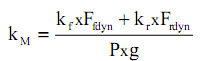 k_M = (k_f x F_fdyn + k_r x F_rdyn) / (P x g)